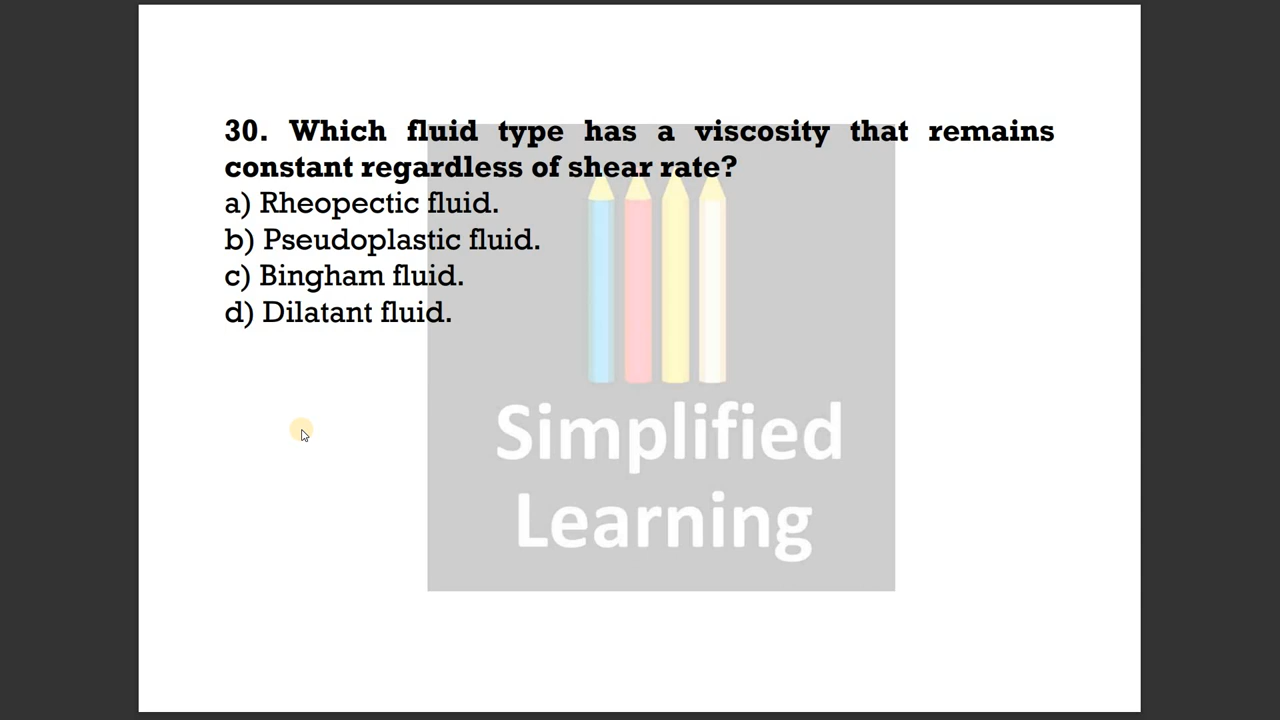 30. Which fluid type has a viscosity that remains
constant regardless of shear rate?
a) Rheopectic fluid.
b) Pseudoplastic fluid.
c) Bingham fluid.
d) Dilatant fluid.
Simplified
Learning